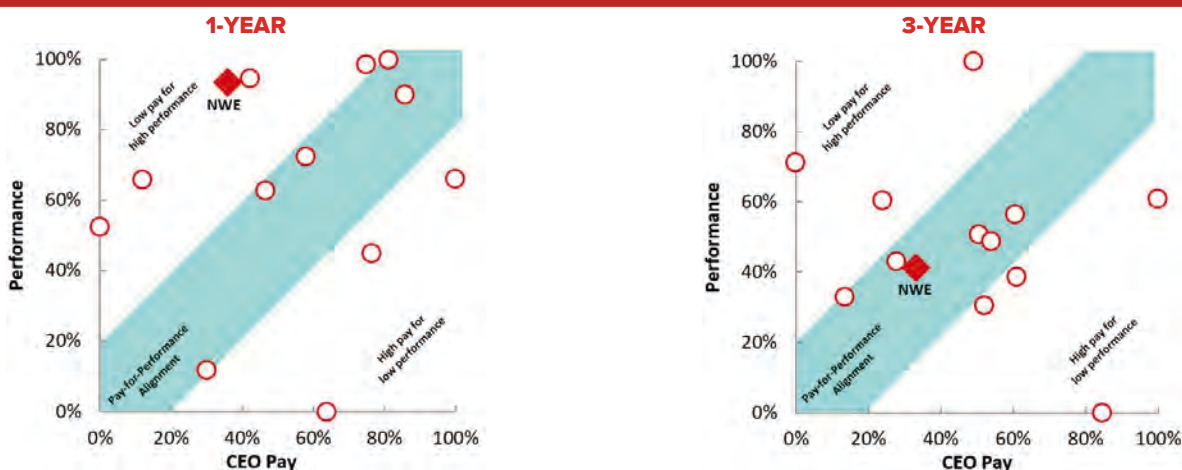 1-YEAR
100%
80%
60%
40%
20%
0%
Performance
Low pay for
high performance
NWE
Pay-for-Performance
Alignment
High pay for
low performance
0% 20% 40% 60% 80% 100%
CEO Pay
3-YEAR
100%
80%
60%
40%
20%
0%
Performance
Low pay for
high performance
NWE
Pay-for-Performance
Alignment
High pay for
low performance
0% 20% 40% 60% 80% 100%
CEO Pay